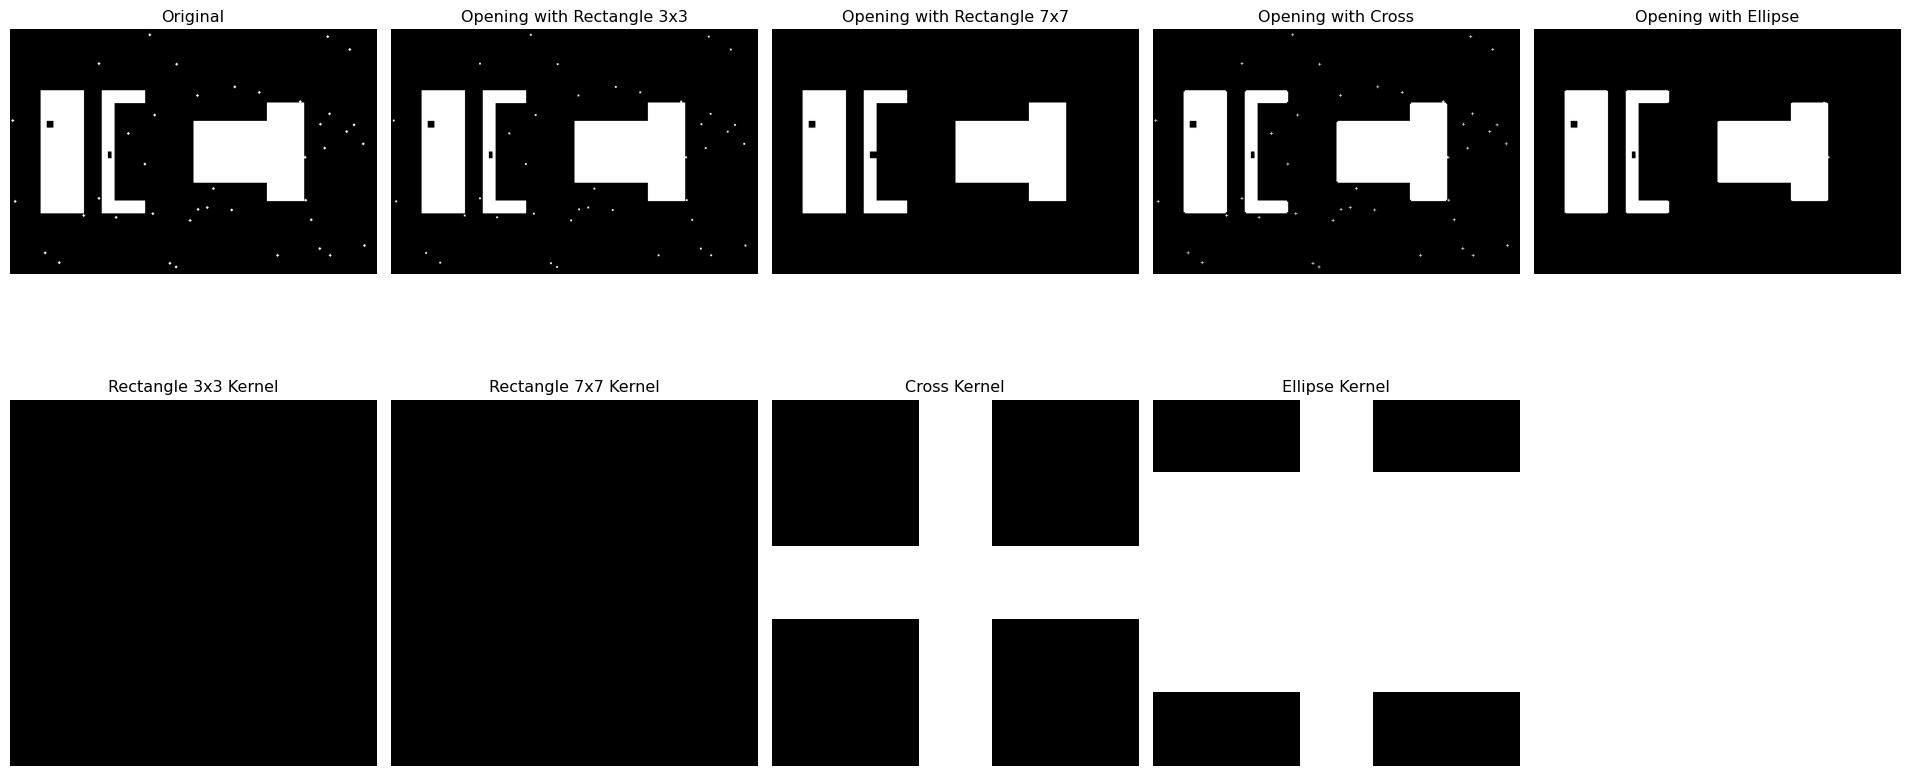 Original
Opening with Rectangle 3x3
Opening with Rectangle 7x7
Opening with Cross
Opening with Ellipse
Rectangle 3x3 Kernel
Rectangle 7x7 Kernel
Cross Kernel
Ellipse Kernel